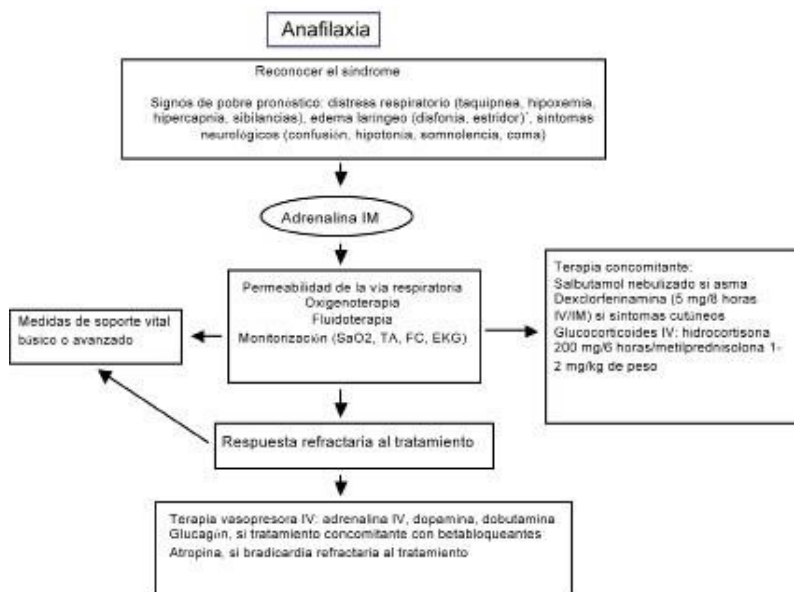 Anafilaxia
Reconocer el síndrome
Signos de pobre pronóstico: distress respiratorio (taquipnea, hipoxemia,
hipercapnia, sibilancias), edema laríngeo (disfonía, estridor)*, síntomas
neurológicos (confusión, hipotonía, somnolencia, coma)
Adrenalina IM
Permeabilidad de la vía respiratoria
Oxigenoterapia
Fluidoterapia
Monitorización (SaO2, TA, FC, EKG)
Medidas de soporte vital
búsico o avanzado
Terapia concomitante:
Salbutamol nebulizado si asma
Dexclorfeninamina (5 mg/8 horas
IV/IM) si síntomas cutúneos
Glucocorticoides IV: hidrocortisona
200 mg/6 horas/metilprednisolona 1-
2 mg/kg de peso
Respuesta refractaria al tratamiento
Terapia vasopresora IV: adrenalina IV, dopamina, dobutamina
Glucagón, si tratamiento concomitante con betabloqueantes
Atropina, si bradicardia refractaria al tratamiento